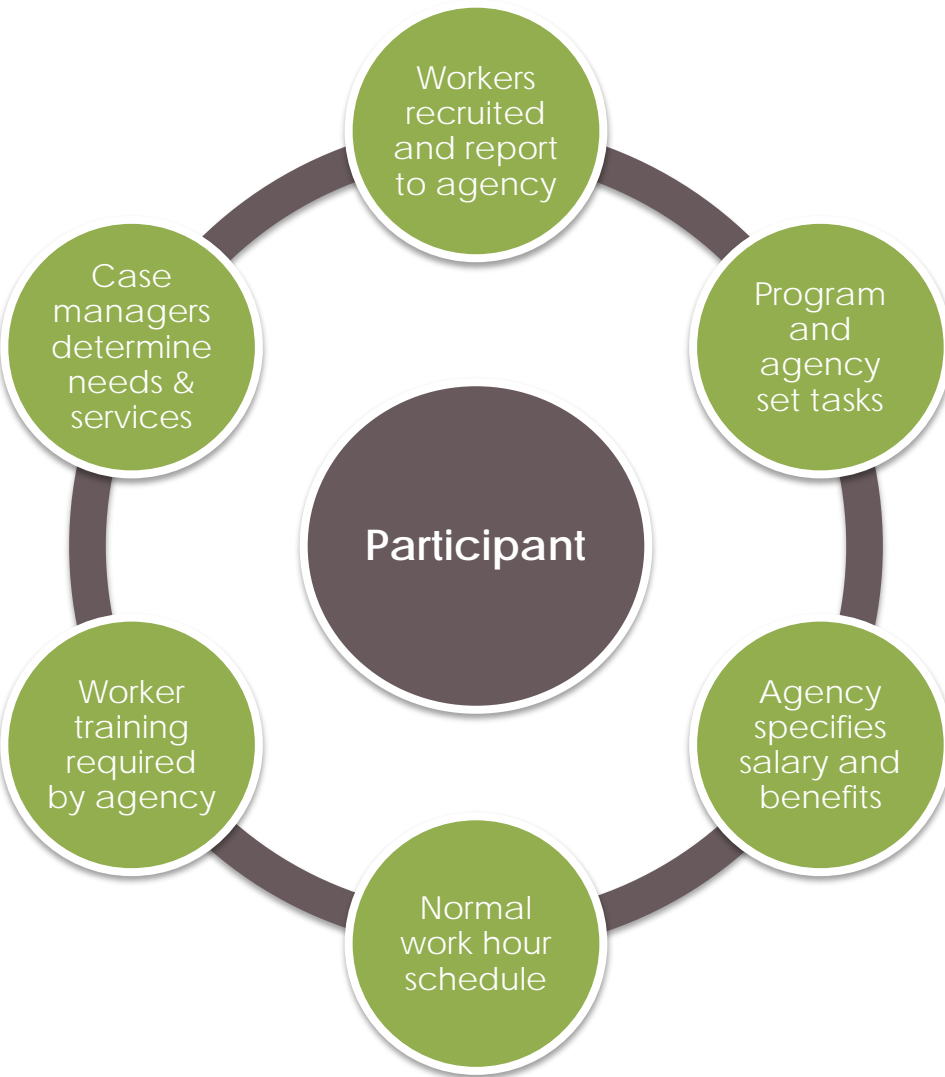 Workers
recruited
and report
to agency
Program
and
agency
set tasks
Agency
specifies
salary and
benefits
Normal
work hour
schedule
Worker
training
required
by agency
Case
managers
determine
needs &
services
Participant